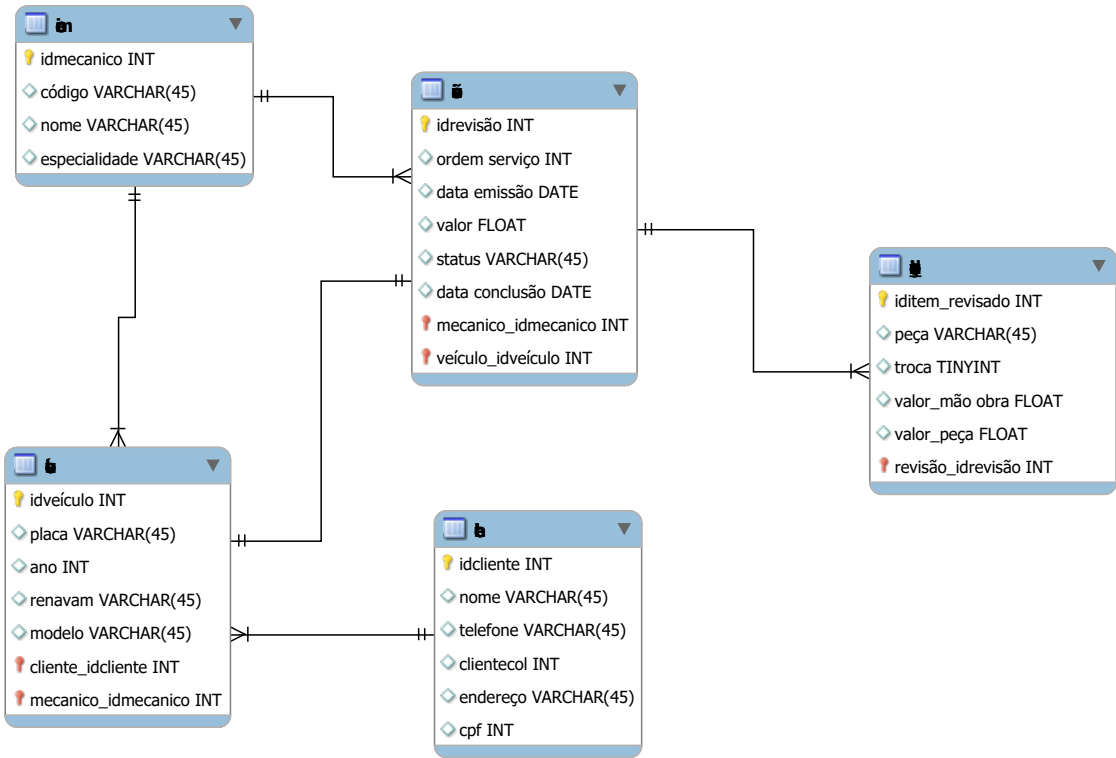 idmecanico INT
código VARCHAR(45)
nome VARCHAR(45)
especialidade VARCHAR(45)
idrevisão INT
ordem serviço INT
data emissão DATE
valor FLOAT
status VARCHAR(45)
data conclusão DATE
mecanico_idmecanico INT
veículo_idveículo INT
iditem_revisado INT
peça VARCHAR(45)
troca TINYINT
valor_mão obra FLOAT
valor_peça FLOAT
revisão_idrevisão INT
idveículo INT
placa VARCHAR(45)
ano INT
renavam VARCHAR(45)
modelo VARCHAR(45)
cliente_idcliente INT
mecanico_idmecanico INT
idcliente INT
nome VARCHAR(45)
telefone VARCHAR(45)
clientecol INT
endereço VARCHAR(45)
cpf INT